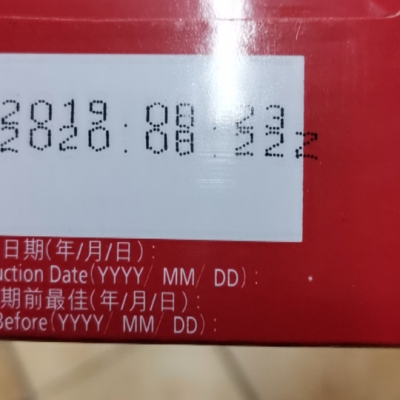 2019.08.23
2020.08.22Z
日期(年/月/日):
uction Date(YYYY/ MM/ DD):
期前最佳(年/月/日):
Before(YYYY/ MM/ DD):